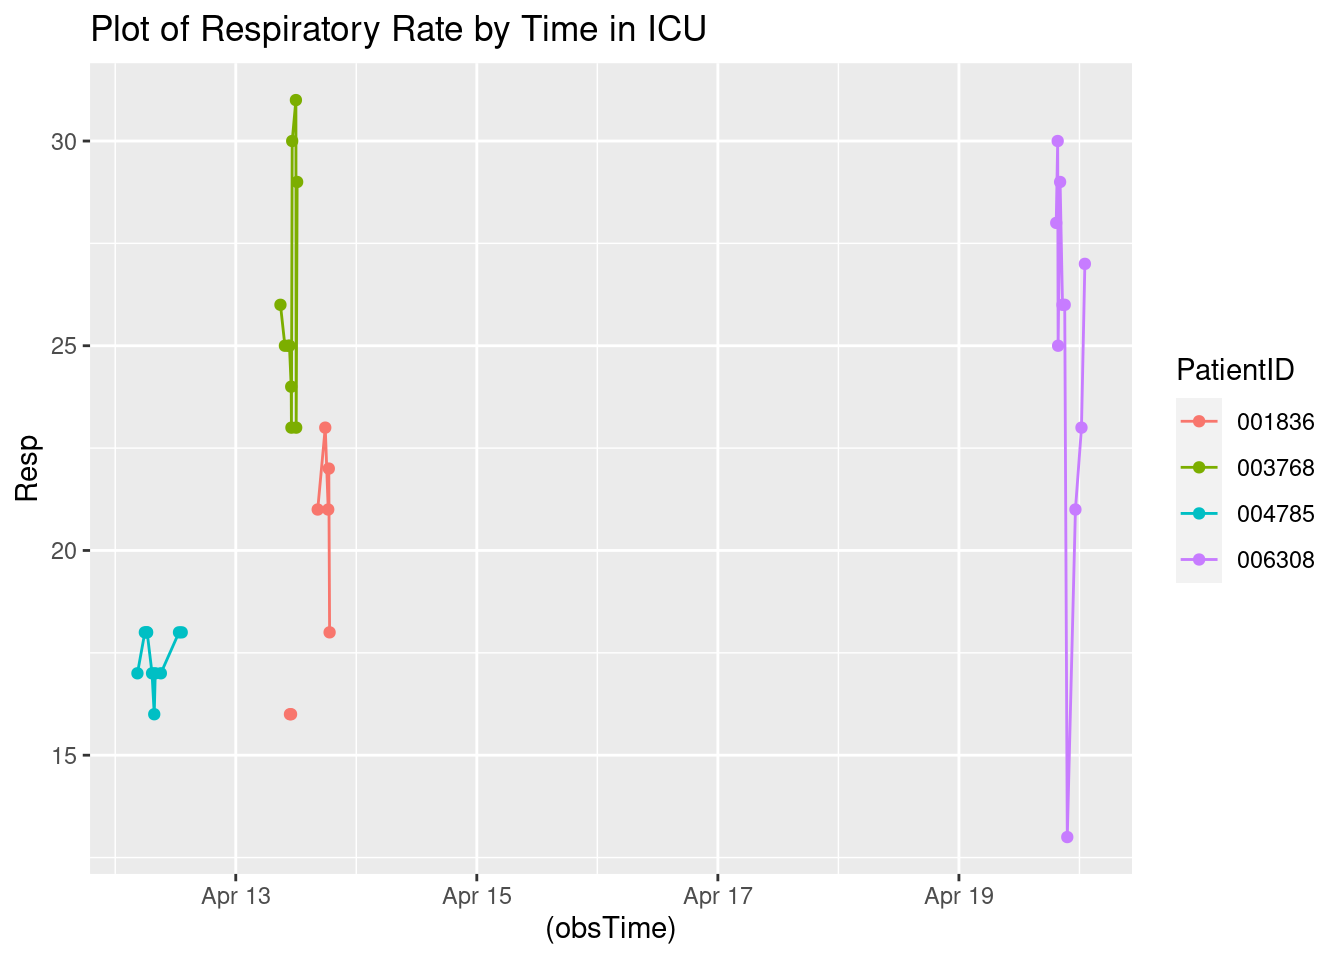 Plot of Respiratory Rate by Time in ICU
30
25
20
15
Resp
Apr 13
Apr 15
Apr 17
Apr 19
(obsTime)
PatientID
001836
003768
004785
006308